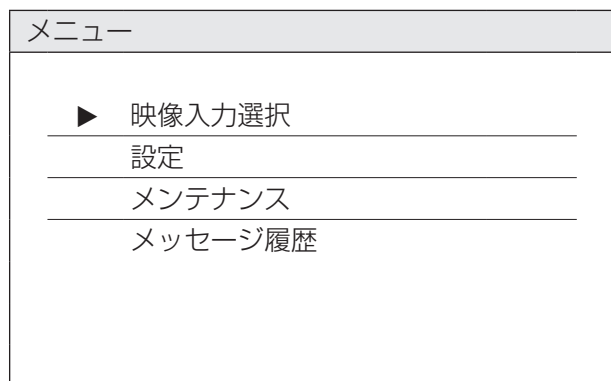 メニュー
▶ 映像入力選択
設定
メンテナンス
メッセージ履歴